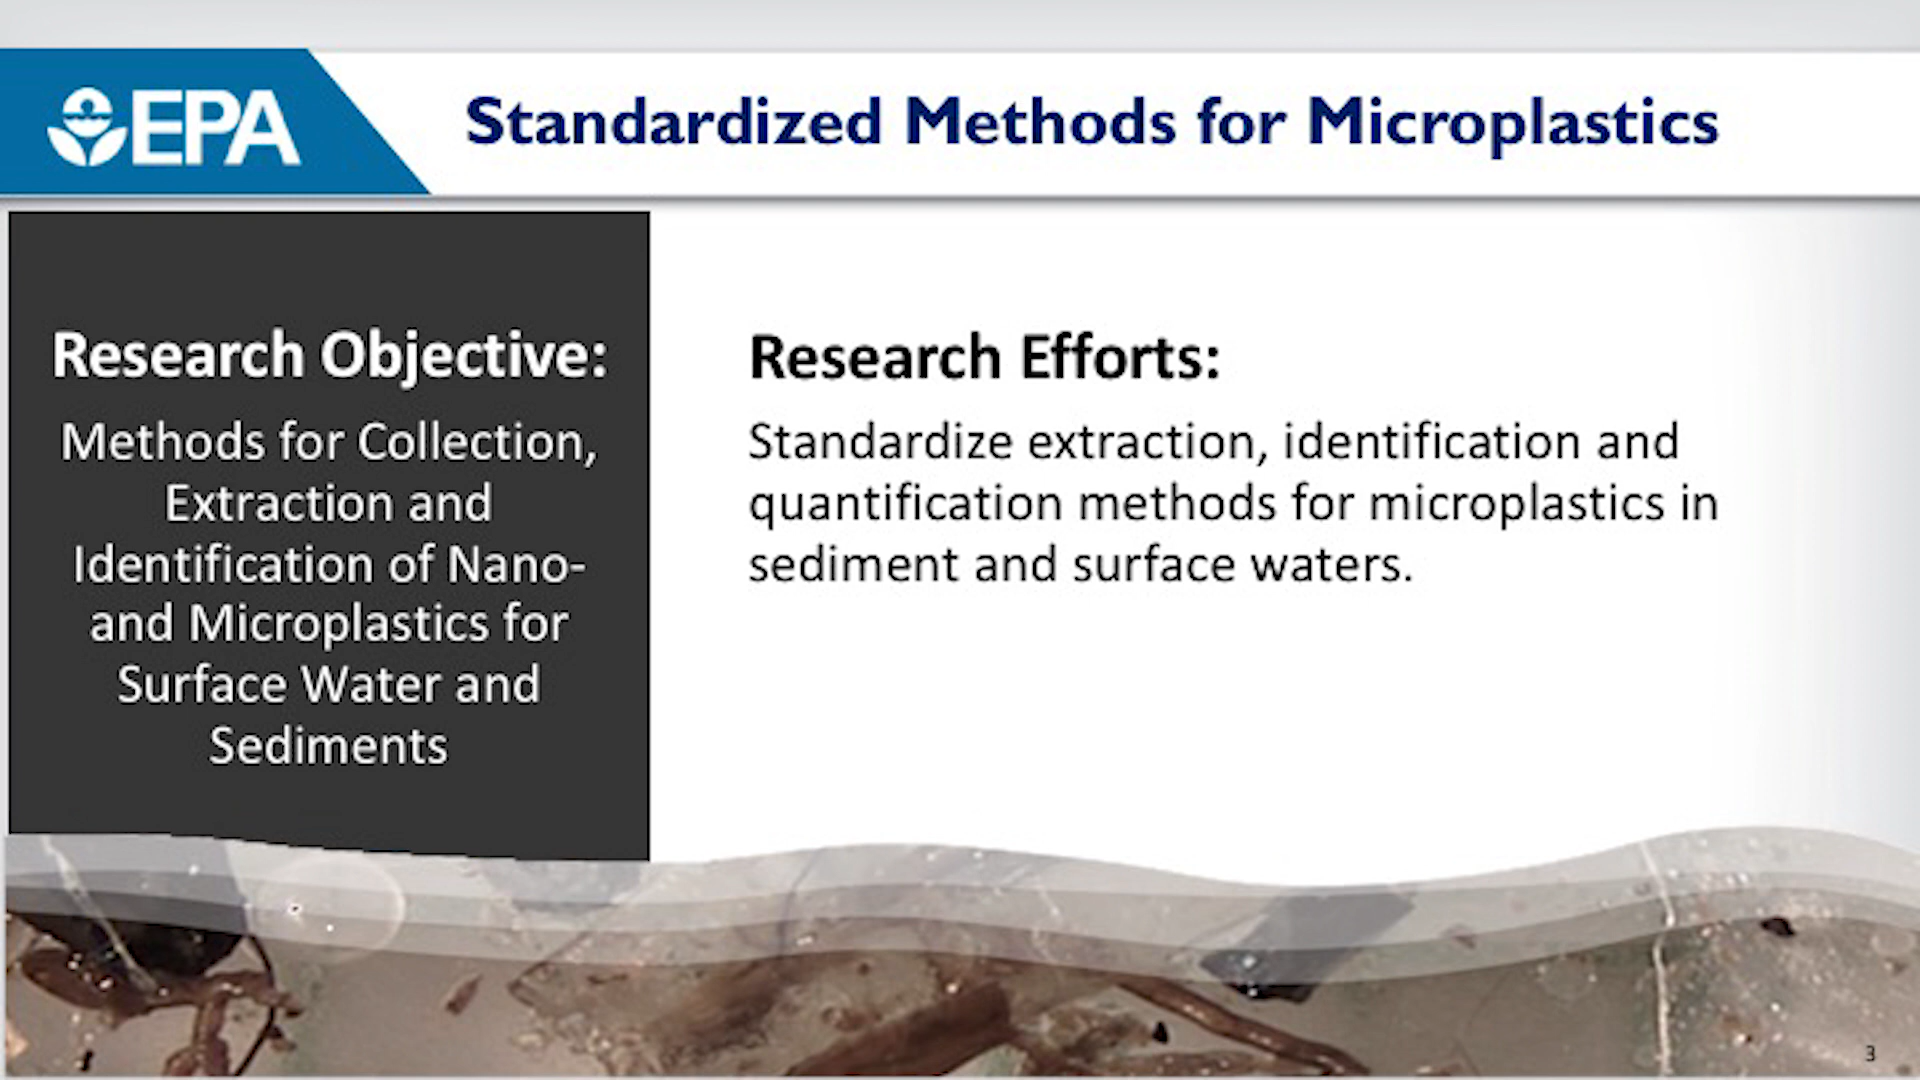 EPA
Standardized Methods for Microplastics
Research Objective:
Methods for Collection,
Extraction and
Identification of Nano-
and Microplastics for
Surface Water and
Sediments
Research Efforts:
Standardize extraction, identification and
quantification methods for microplastics in
sediment and surface waters.
3